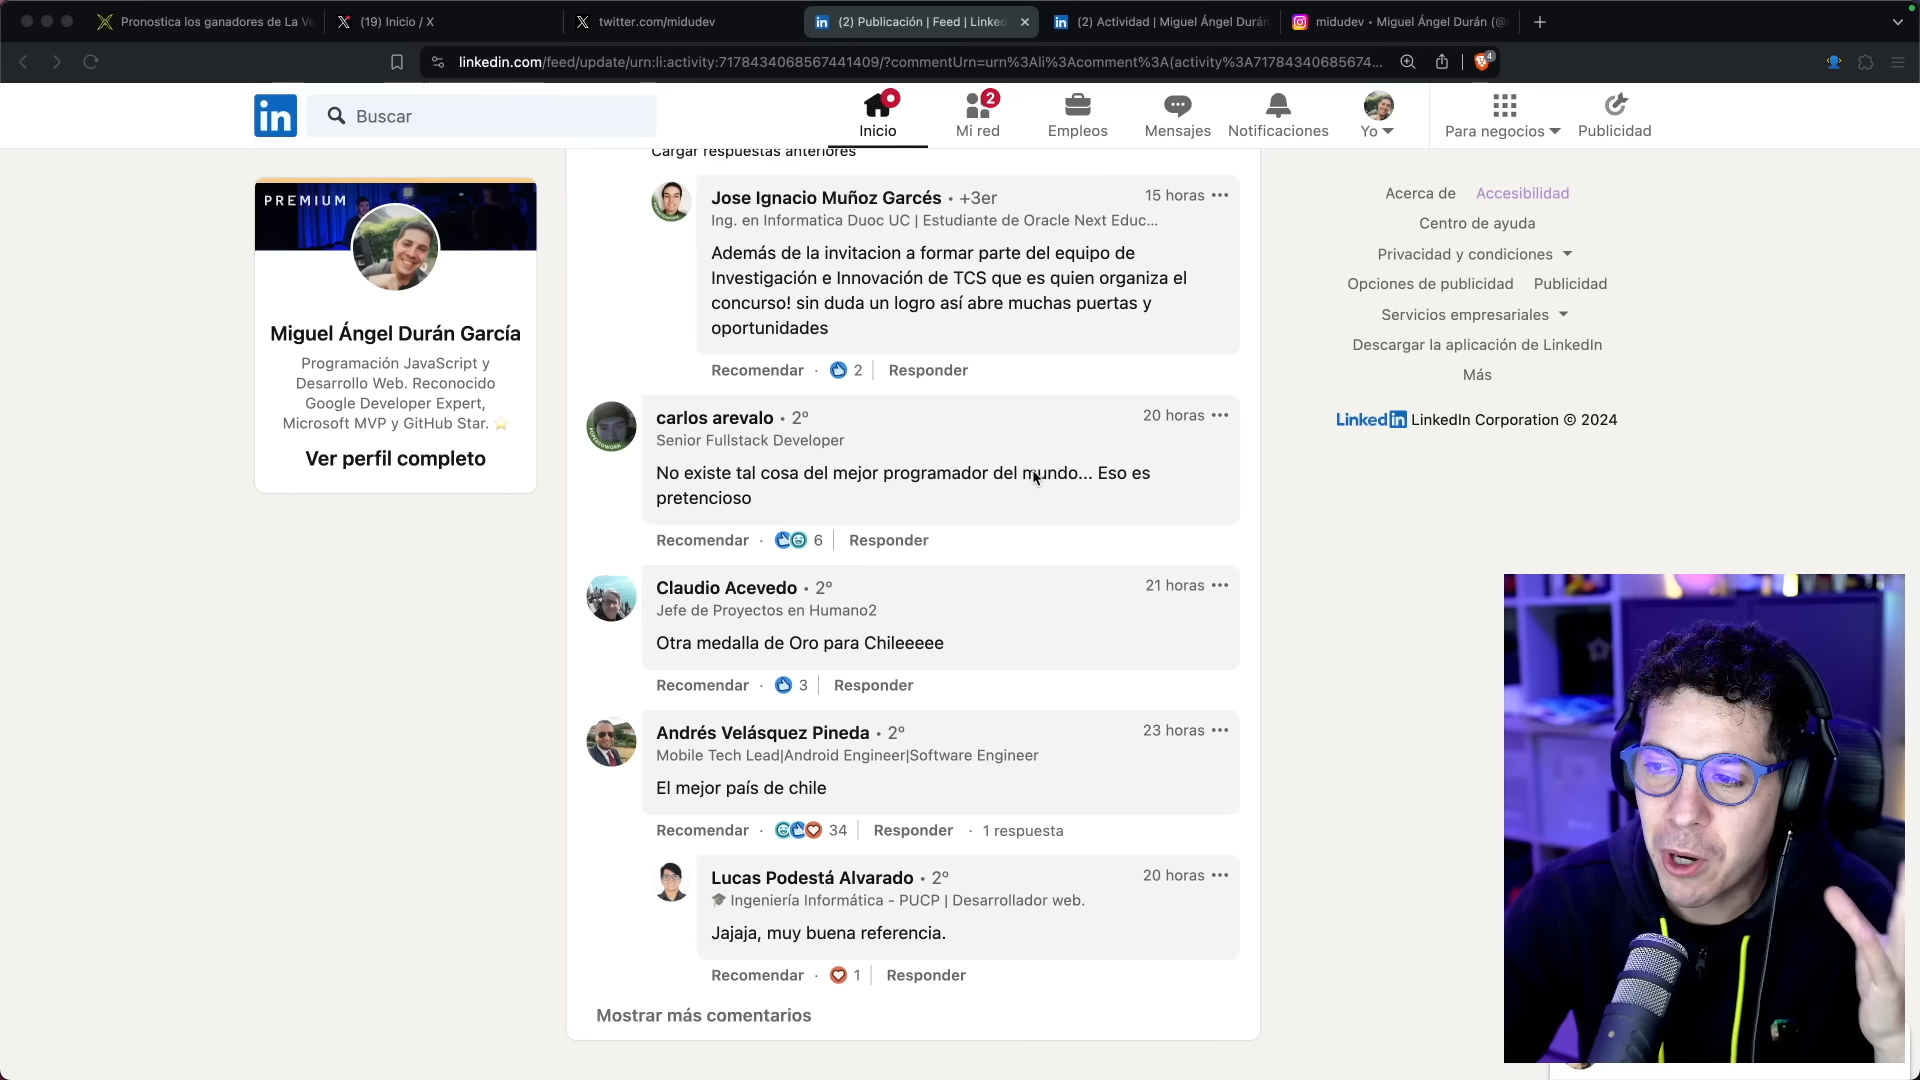 Pronostica los ganadores de La Ve
(19) Inicio / X
twitter.com/midudev
(2) Publicación | Feed | Linked
(2) Actividad | Miguel Ángel Durán
midudev • Miguel Ángel Durán (@
linkedin.com/feed/update/urn:li:activity:7178434068567441409/?commentUrn=urn%3Ali%3Acomment%3A(activity%3A71784340685674...
4
in
Buscar
Inicio
2
Mi red
Empleos
Mensajes
Notificaciones
Yo
Para negocios
Publicidad
PREMIUM
Miguel Ángel Durán García
Programación JavaScript y
Desarrollo Web. Reconocido
Google Developer Expert,
Microsoft MVP y GitHub Star. ⭐
Ver perfil completo
Cargar respuestas anteriores
Jose Ignacio Muñoz Garcés • +3er
15 horas
Ing. en Informatica Duoc UC | Estudiante de Oracle Next Educ...
Además de la invitacion a formar parte del equipo de
Investigación e Innovación de TCS que es quien organiza el
concurso! sin duda un logro así abre muchas puertas y
oportunidades
Recomendar · 2 | Responder
carlos arevalo • 2º
20 horas
Senior Fullstack Developer
No existe tal cosa del mejor programador del mundo... Eso es
pretencioso
Recomendar · 6 | Responder
Claudio Acevedo • 2º
21 horas
Jefe de Proyectos en Humano2
Otra medalla de Oro para Chileeeee
Recomendar · 3 | Responder
Andrés Velásquez Pineda • 2º
23 horas
Mobile Tech Lead|Android Engineer|Software Engineer
El mejor país de chile
Recomendar · 34 | Responder · 1 respuesta
Lucas Podestá Alvarado • 2º
20 horas
🎓 Ingeniería Informática - PUCP | Desarrollador web.
Jajaja, muy buena referencia.
Recomendar · 1 | Responder
Mostrar más comentarios
Acerca de Accesibilidad
Centro de ayuda
Privacidad y condiciones
Opciones de publicidad Publicidad
Servicios empresariales
Descargar la aplicación de LinkedIn
Más
LinkedIn LinkedIn Corporation © 2024